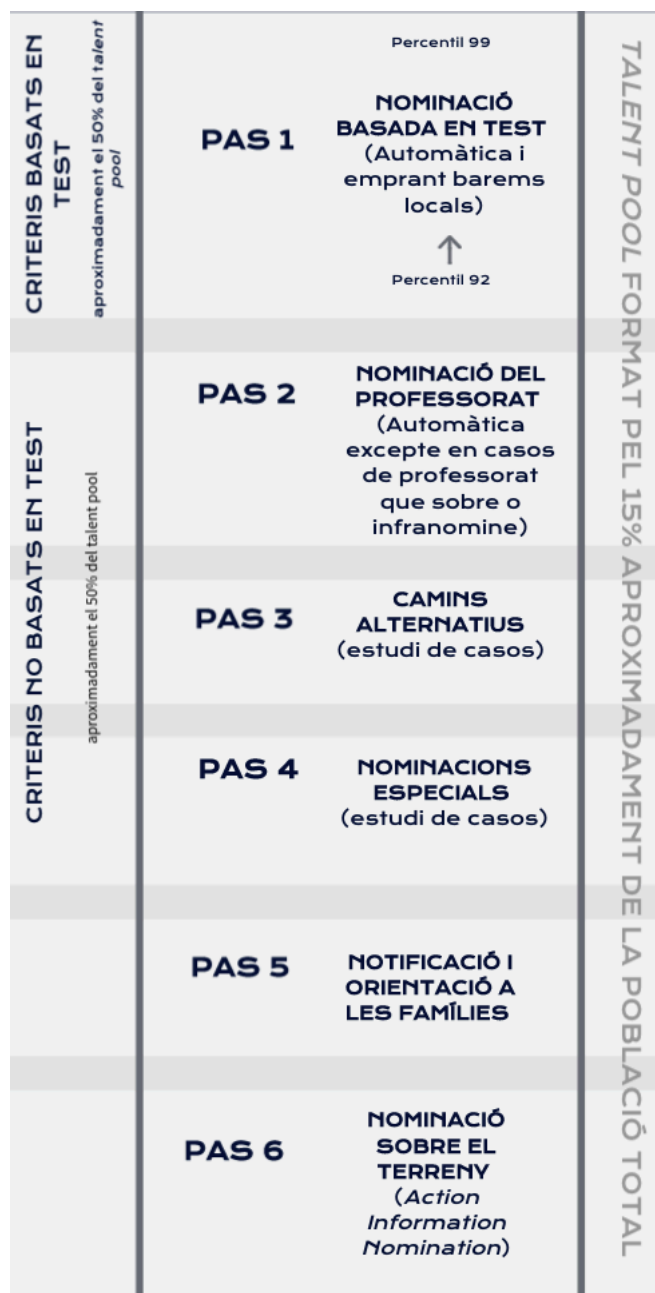 CRITERIS BASATS EN
TEST
aproximadament el 50% del talent
pool
PAS 1
Percentil 99
NOMINACIÓ
BASADA EN TEST
(Automàtica i
emprant barems
locals)
↑
Percentil 92
CRITERIS NO BASATS EN TEST
aproximadament el 50% del talent pool
PAS 2
NOMINACIÓ DEL
PROFESSORAT
(Automàtica
excepte en casos
de professorat
que sobre o
infranomine)
PAS 3
CAMINS
ALTERNATIUS
(estudi de casos)
PAS 4
NOMINACIONS
ESPECIALS
(estudi de casos)
PAS 5
NOTIFICACIÓ I
ORIENTACIÓ A
LES FAMÍLIES
PAS 6
NOMINACIÓ
SOBRE EL
TERRENY
(Action
Information
Nomination)
TALENT POOL FORMAT PEL 15% APROXIMADAMENT DE LA POBLACIÓ TOTAL